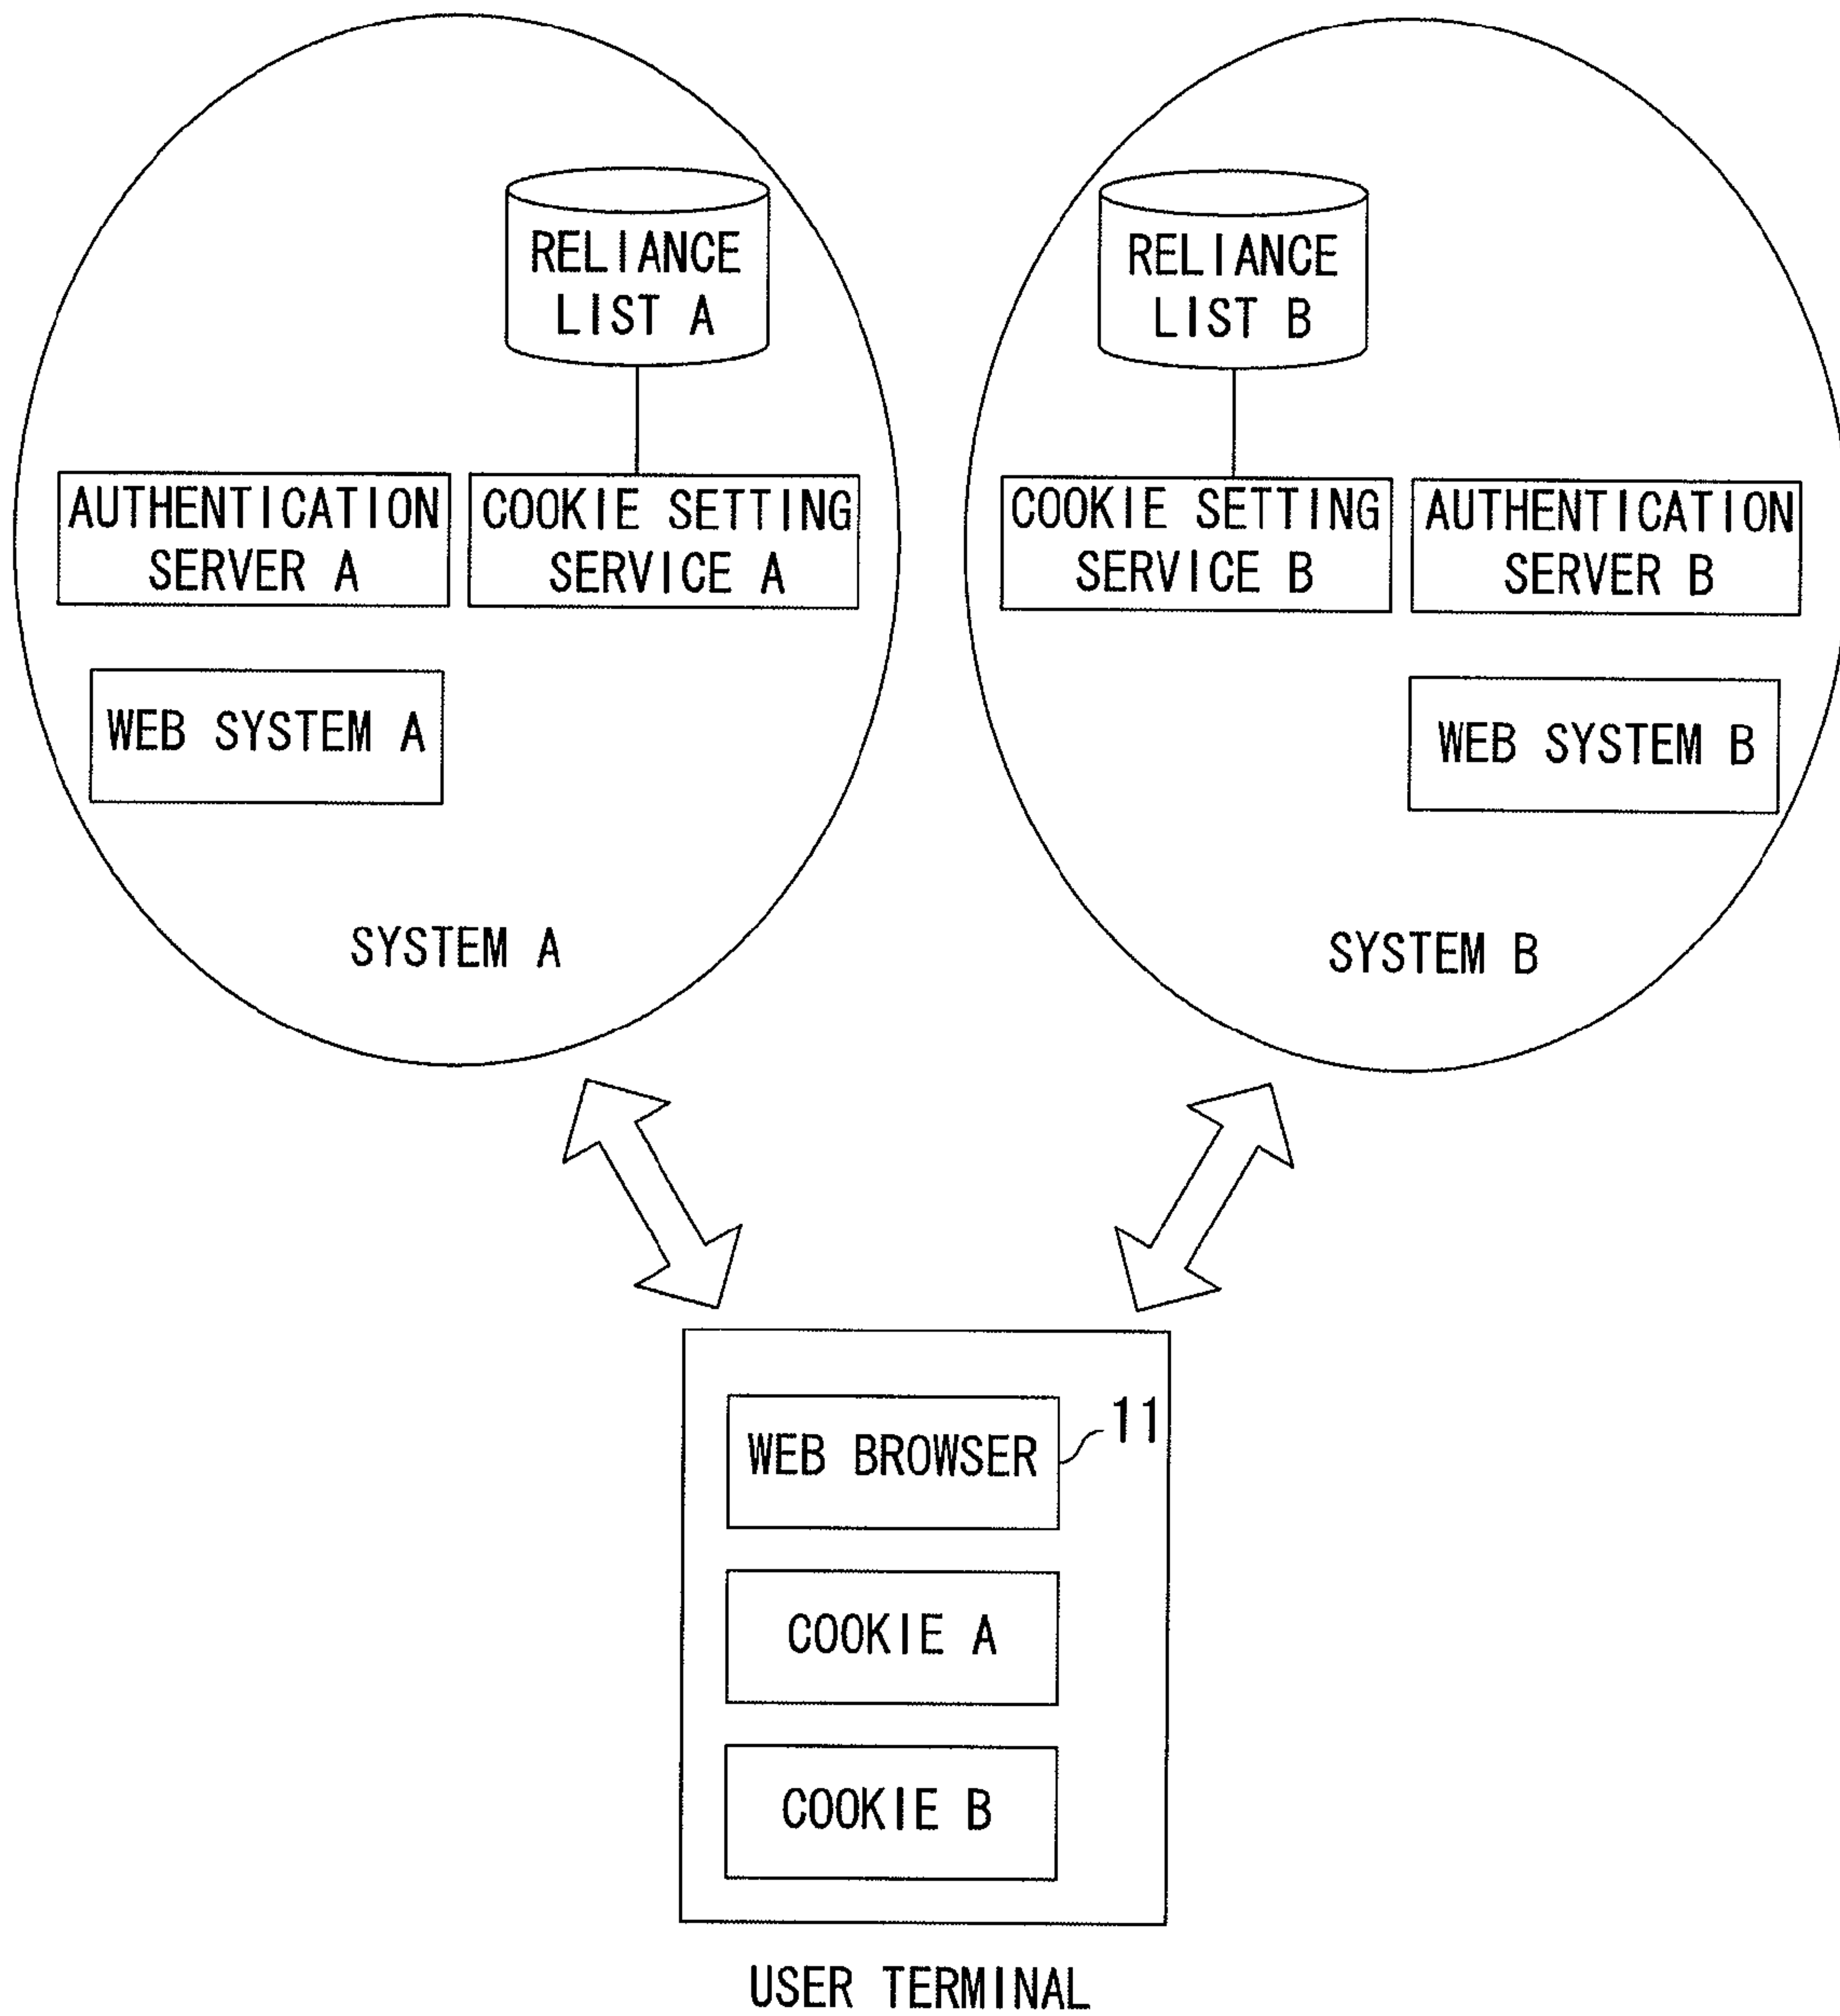 RELIANCE
LIST A
AUTHENTICATION
SERVER A
COOKIE SETTING
SERVICE A
WEB SYSTEM A
SYSTEM A
RELIANCE
LIST B
COOKIE SETTING
SERVICE B
AUTHENTICATION
SERVER B
WEB SYSTEM B
SYSTEM B
WEB BROWSER
11
COOKIE A
COOKIE B
USER TERMINAL